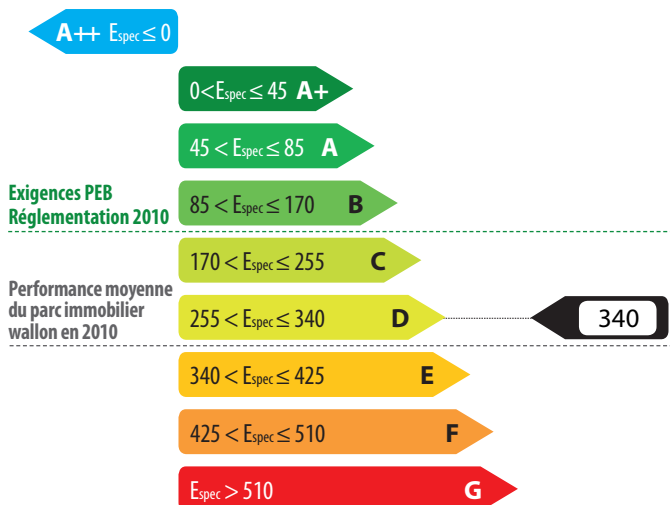 A++ Espec ≤ 0
0<Espec ≤ 45 A+
45 < Espec ≤ 85 A
Exigences PEB
Réglementation 2010
85 < Espec ≤ 170 B
170 < Espec ≤ 255 C
Performance moyenne
du parc immobilier
wallon en 2010
255 < Espec ≤ 340 D
340
340 < Espec ≤ 425 E
425 < Espec ≤ 510 F
Espec > 510 G